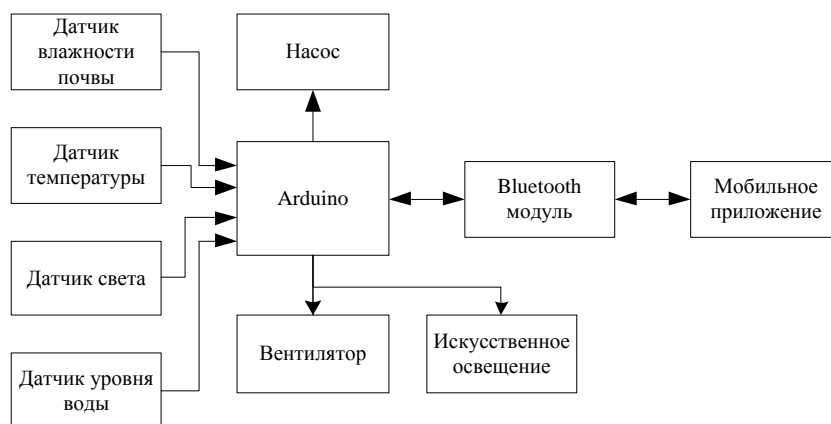 Датчик
влажности
почвы
Насос
Датчик
температуры
Arduino
Bluetooth
модуль
Мобильное
приложение
Датчик света
Вентилятор
Искусственное
освещение
Датчик уровня
воды